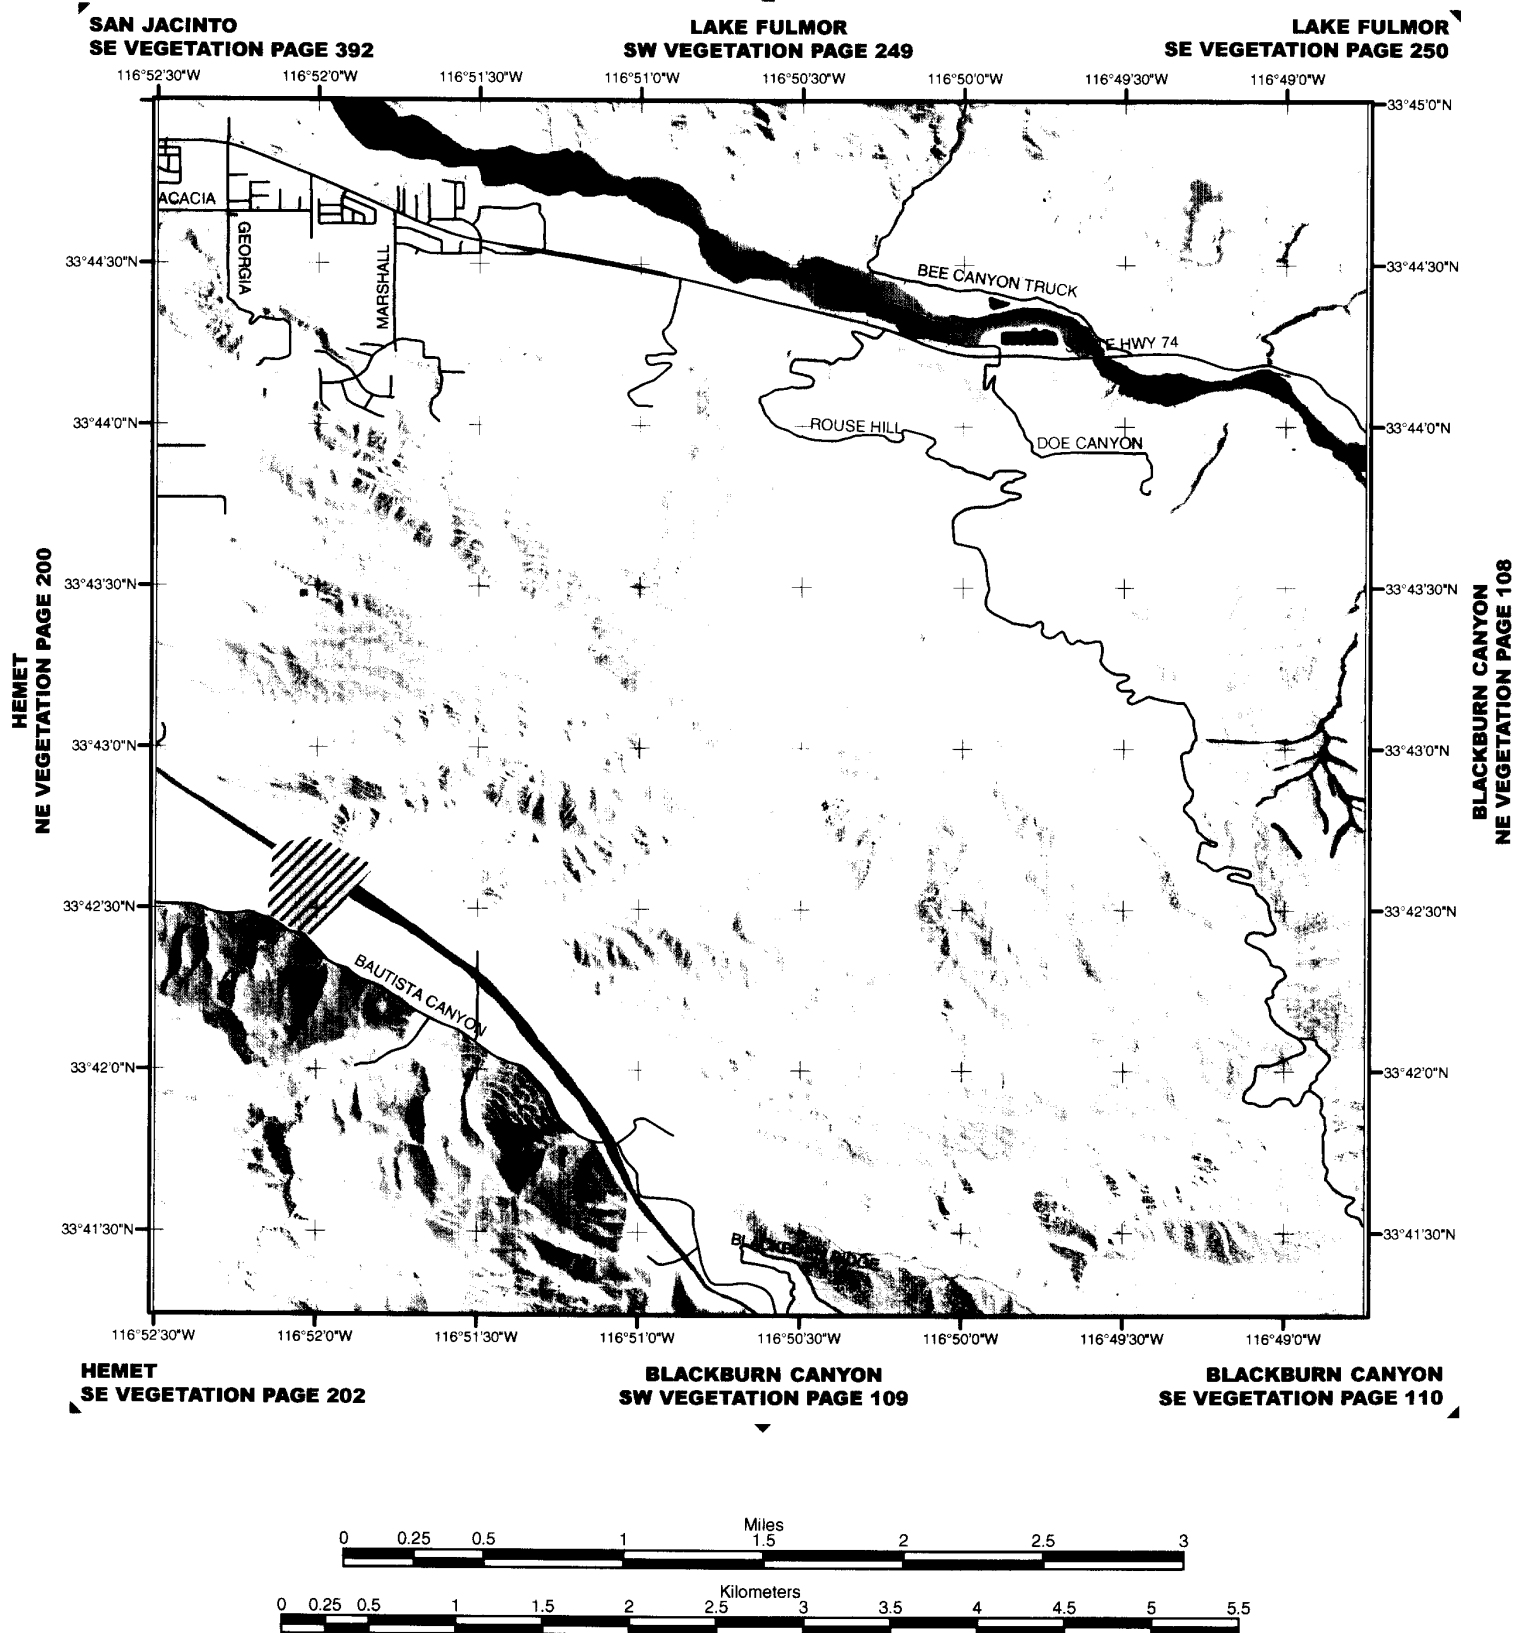 SAN JACINTO
SE VEGETATION PAGE 392
LAKE FULMOR
SW VEGETATION PAGE 249
LAKE FULMOR
SE VEGETATION PAGE 250
116°52'30"W 116°52'0"W 116°51'30"W 116°51'0"W 116°50'30"W 116°50'0"W 116°49'30"W 116°49'0"W
33°45'0"N
ACACIA
GEORGIA
MARSHALL
33°44'30"N
BEE CANYON TRUCK
33°44'30"N
HWY 74
33°44'0"N
ROUSE HILL
DOE CANYON
33°44'0"N
HEMET
NE VEGETATION PAGE 200
33°43'30"N
33°43'30"N
BLACKBURN CANYON
NE VEGETATION PAGE 108
33°43'0"N
33°43'0"N
33°42'30"N
33°42'30"N
BAUTISTA CANYON
33°42'0"N
33°42'0"N
33°41'30"N
33°41'30"N
116°52'30"W 116°52'0"W 116°51'30"W 116°51'0"W 116°50'30"W 116°50'0"W 116°49'30"W 116°49'0"W
HEMET
SE VEGETATION PAGE 202
BLACKBURN CANYON
SW VEGETATION PAGE 109
BLACKBURN CANYON
SE VEGETATION PAGE 110
Miles
0 0.25 0.5 1 1.5 2 2.5 3
Kilometers
0 0.25 0.5 1 1.5 2 2.5 3 3.5 4 4.5 5 5.5